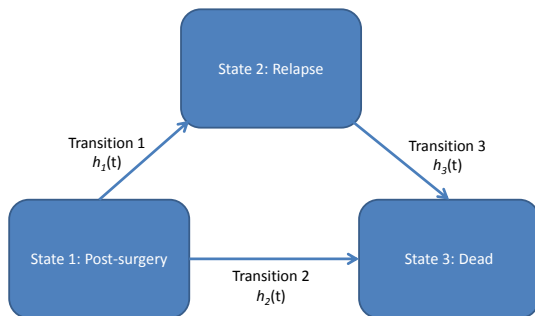 State 2: Relapse
Transition 1
h₁(t)
Transition 3
h₃(t)
State 1: Post-surgery
State 3: Dead
Transition 2
h₂(t)